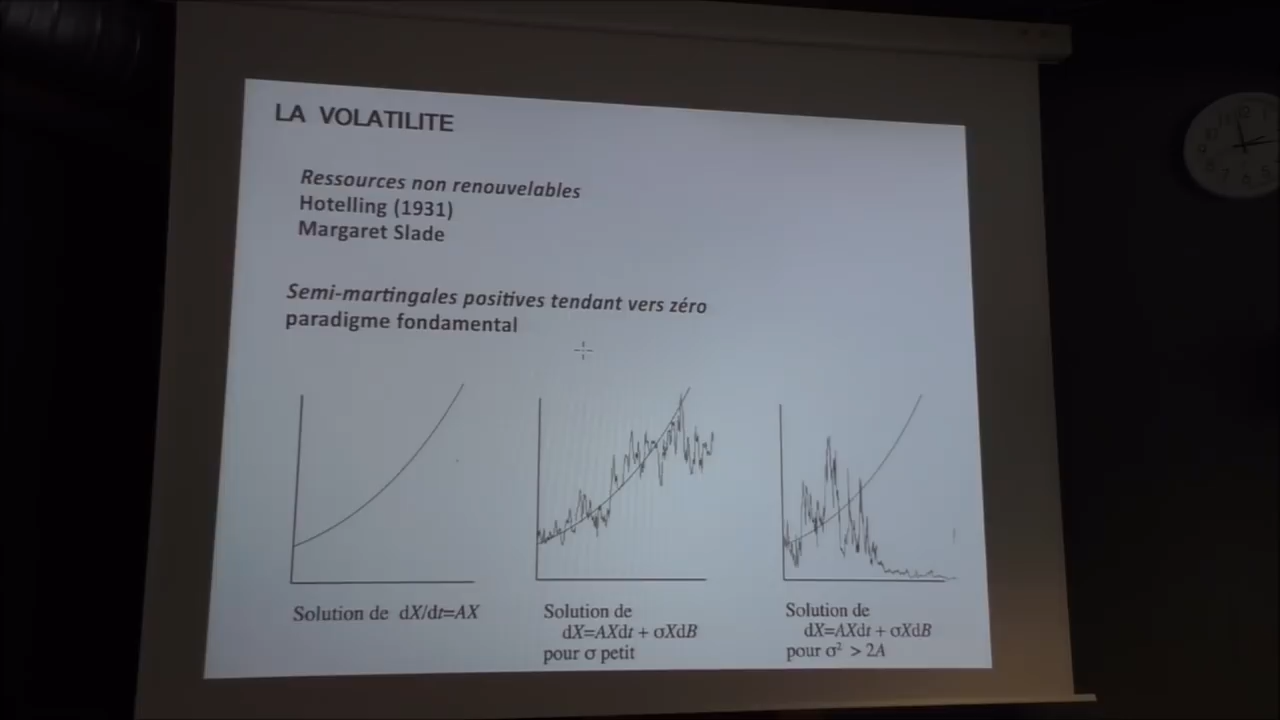 LA VOLATILITE
Ressources non renouvelables
Hotelling (1931)
Margaret Slade
Semi-martingales positives tendant vers zéro
paradigme fondamental
Solution de dX/dt=AX
Solution de
dX=AXdt + σXdB
pour σ petit
Solution de
dX=AXdt + σXdB
pour σ² > 2A